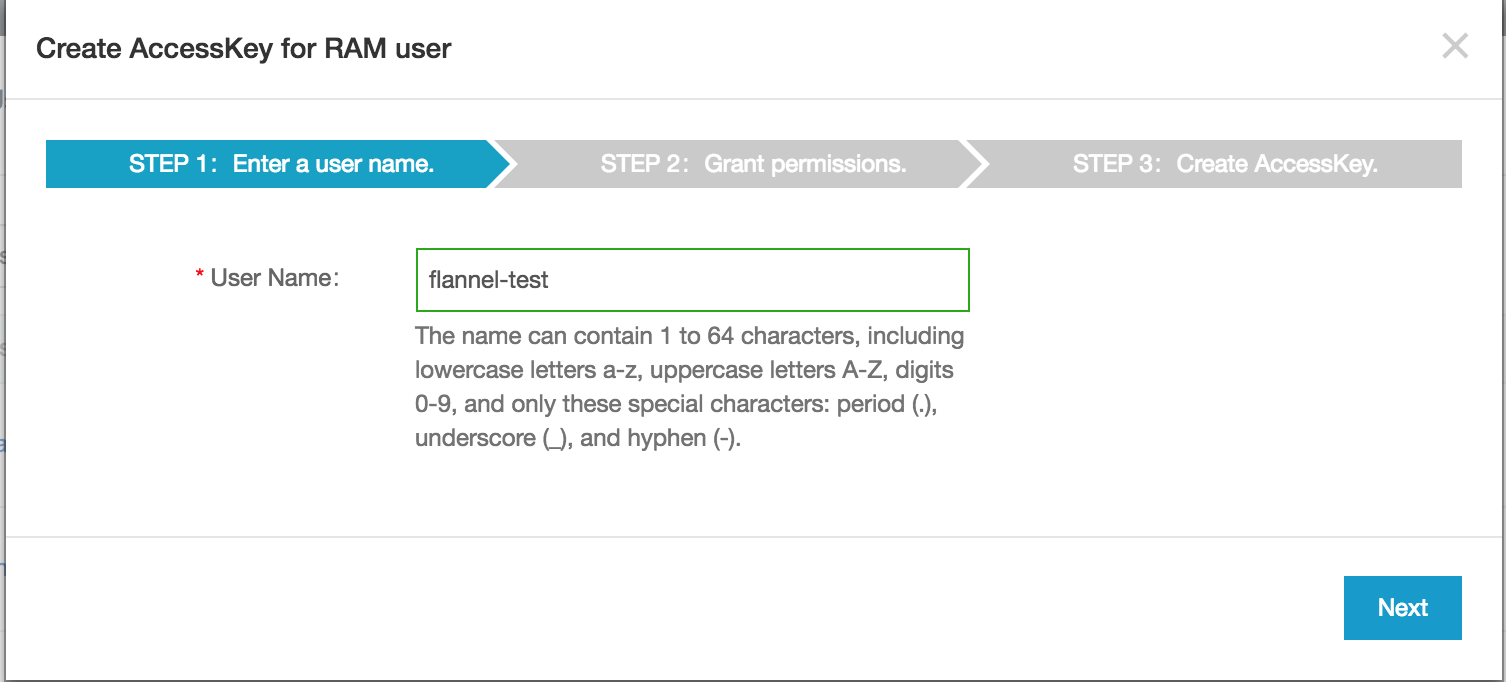 Create AccessKey for RAM user
STEP 1: Enter a user name.
STEP 2: Grant permissions.
STEP 3: Create AccessKey.
* User Name:
flannel-test
The name can contain 1 to 64 characters, including
lowercase letters a-z, uppercase letters A-Z, digits
0-9, and only these special characters: period (.),
underscore (_), and hyphen (-).
Next